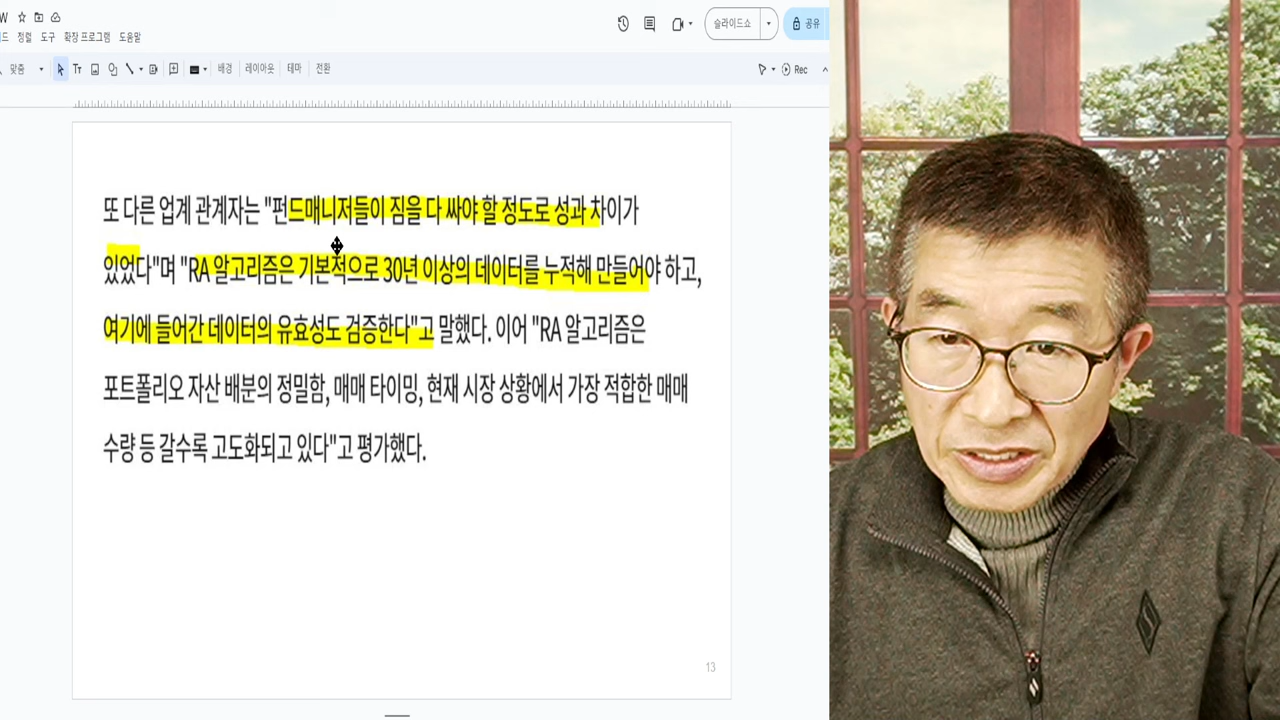 W
드 정렬 도구 확장 프로그램 도움말
슬라이드쇼
공유
맞춤
Tт
배경 레이아웃 테마 전환
Rec
또 다른 업계 관계자는 "펀드매니저들이 짐을 다 싸야 할 정도로 성과 차이가
있었다"며 "RA 알고리즘은 기본적으로 30년 이상의 데이터를 누적해 만들어야 하고,
여기에 들어간 데이터의 유효성도 검증한다"고 말했다. 이어 "RA 알고리즘은
포트폴리오 자산 배분의 정밀함, 매매 타이밍, 현재 시장 상황에서 가장 적합한 매매
수량 등 갈수록 고도화되고 있다"고 평가했다.
13